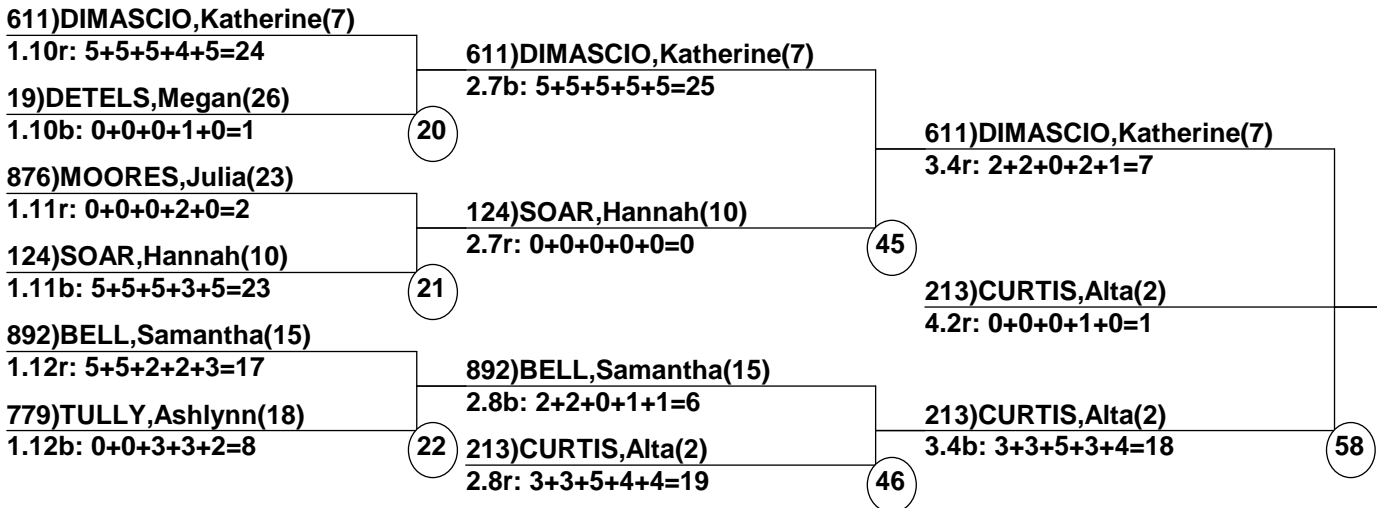 611)DIMASCIO,Katherine(7)
1.10r: 5+5+5+4+5=24
19)DETELS,Megan(26)
1.10b: 0+0+0+1+0=1
20
876)MOORES,Julia(23)
1.11r: 0+0+0+2+0=2
124)SOAR,Hannah(10)
1.11b: 5+5+5+3+5=23
21
892)BELL,Samantha(15)
1.12r: 5+5+2+2+3=17
779)TULLY,Ashlynn(18)
1.12b: 0+0+3+3+2=8
22
611)DIMASCIO,Katherine(7)
2.7b: 5+5+5+5+5=25
124)SOAR,Hannah(10)
2.7r: 0+0+0+0+0=0
45
892)BELL,Samantha(15)
2.8b: 2+2+0+1+1=6
213)CURTIS,Alta(2)
2.8r: 3+3+5+4+4=19
46
611)DIMASCIO,Katherine(7)
3.4r: 2+2+0+2+1=7
213)CURTIS,Alta(2)
4.2r: 0+0+0+1+0=1
213)CURTIS,Alta(2)
3.4b: 3+3+5+3+4=18
58